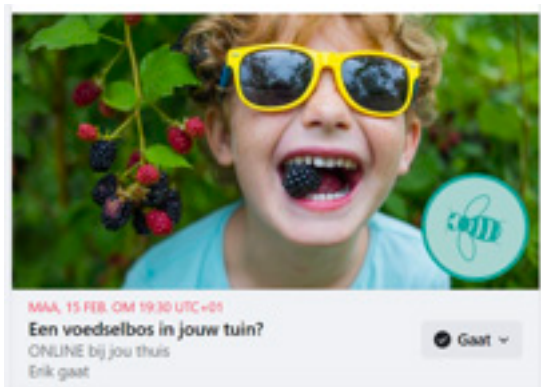 MAA, 15 FEB. OM 19:30 UTC+01
Een voedselbos in jouw tuin?
ONLINE bij jou thuis
Erik gaat
Gaat